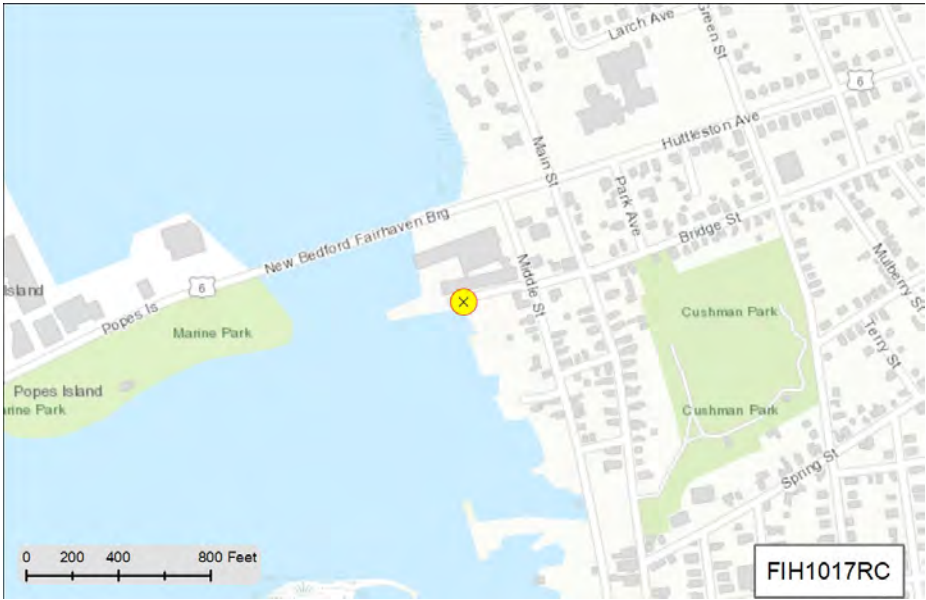 Larch Ave
Green St
6
Huttleston Ave
Main St
Park Ave
New Bedford Fairhaven Brg
Bridge St
Middle St
Mulberry St
Island
6
Popes Is
Marine Park
Cushman Park
Terry St
Popes Island
arine Park
Cushman Park
Spring St
0 200 400 800 Feet
FIH1017RC